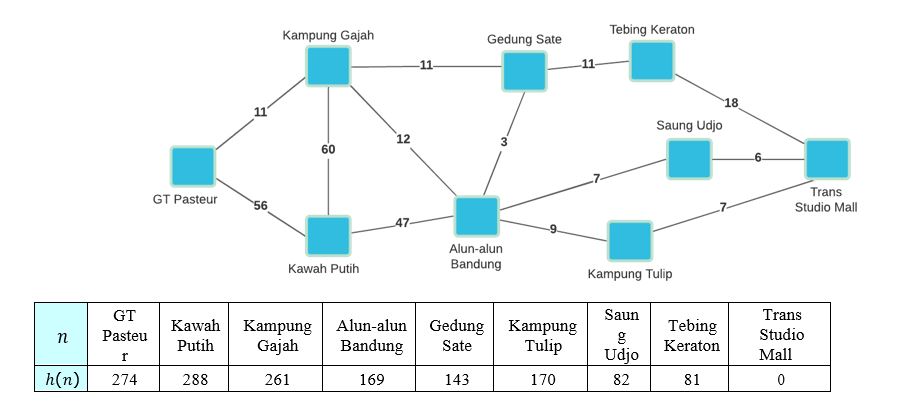 Kampung Gajah
Gedung Sate
Tebing Keraton
11
11
11
18
12
3
60
Saung Udjo
7
6
GT Pasteur
56
47
9
7
Trans
Studio Mall
Kawah Putih
Alun-alun
Bandung
Kampung Tulip
n GT Pasteu r Kawah Putih Kampung Gajah Alun-alun Bandung Gedung Sate Kampung Tulip Saun g Udjo Tebing Keraton Trans Studio Mall
h(n) 274 288 261 169 143 170 82 81 0